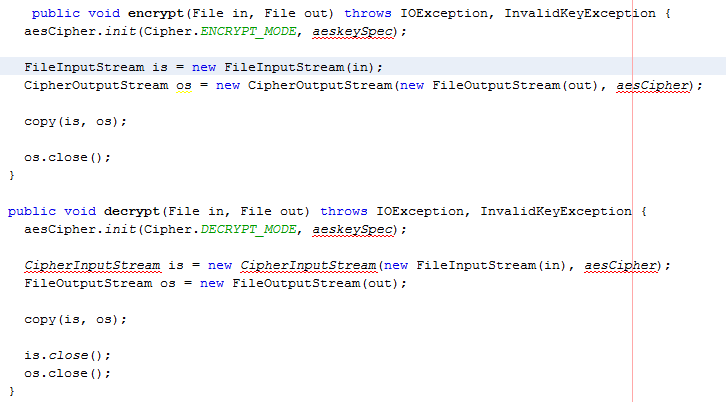 public void encrypt(File in, File out) throws IOException, InvalidKeyException {
aesCipher.init(Cipher.ENCRYPT_MODE, aeskeySpec);
FileInputStream is = new FileInputStream(in);
CipherOutputStream os = new CipherOutputStream(new FileOutputStream(out), aesCipher);
copy(is, os);
os.close();
}
public void decrypt(File in, File out) throws IOException, InvalidKeyException {
aesCipher.init(Cipher.DECRYPT_MODE, aeskeySpec);
CipherInputStream is = new CipherInputStream(new FileInputStream(in), aesCipher);
FileOutputStream os = new FileOutputStream(out);
copy(is, os);
is.close();
os.close();
}